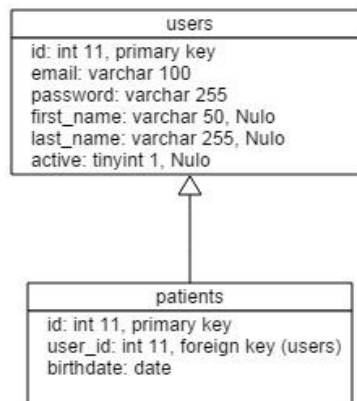 users
id: int 11, primary key
email: varchar 100
password: varchar 255
first_name: varchar 50, Nulo
last_name: varchar 255, Nulo
active: tinyint 1, Nulo
patients
id: int 11, primary key
user_id: int 11, foreign key (users)
birthdate: date